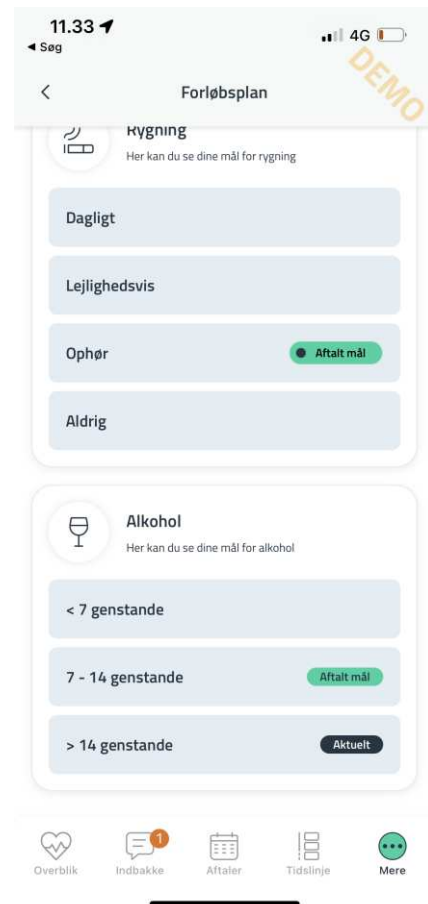 11.33
◀ Søg
4G
DEMO
Forløbsplan
Rygning
Her kan du se dine mål for rygning
Dagligt
Lejlighedsvis
Ophør
Aftalt mål
Aldrig
Alkohol
Her kan du se dine mål for alkohol
< 7 genstande
7 - 14 genstande
Aftalt mål
> 14 genstande
Aktuelt
1
Overblik
Indbakke
Aftaler
Tidslinje
Mere